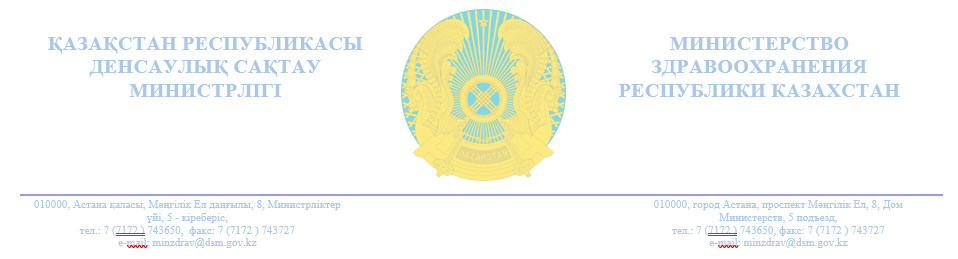 ҚАЗАҚСТАН РЕСПУБЛИКАСЫ
ДЕНСАУЛЫҚ САҚТАУ
МИНИСТРЛІГІ
ҚАЗАҚСТАН
МИНИСТЕРСТВО
ЗДРАВООХРАНЕНИЯ
РЕСПУБЛИКИ КАЗАХСТАН
010000, Астана қаласы, Мәңгілік Ел даңғылы, 8, Министрліктер
үйі, 5 - кіреберіс,
тел.: 7 (7172 ) 743650, факс: 7 (7172 ) 743727
e-mail: minzdrav@dsm.gov.kz
010000, город Астана, проспект Мәңгілік Ел, 8, Дом
Министерств, 5 подъезд,
тел.: 7 (7172 ) 743650, факс: 7 (7172 ) 743727
e-mail: minzdrav@dsm.gov.kz